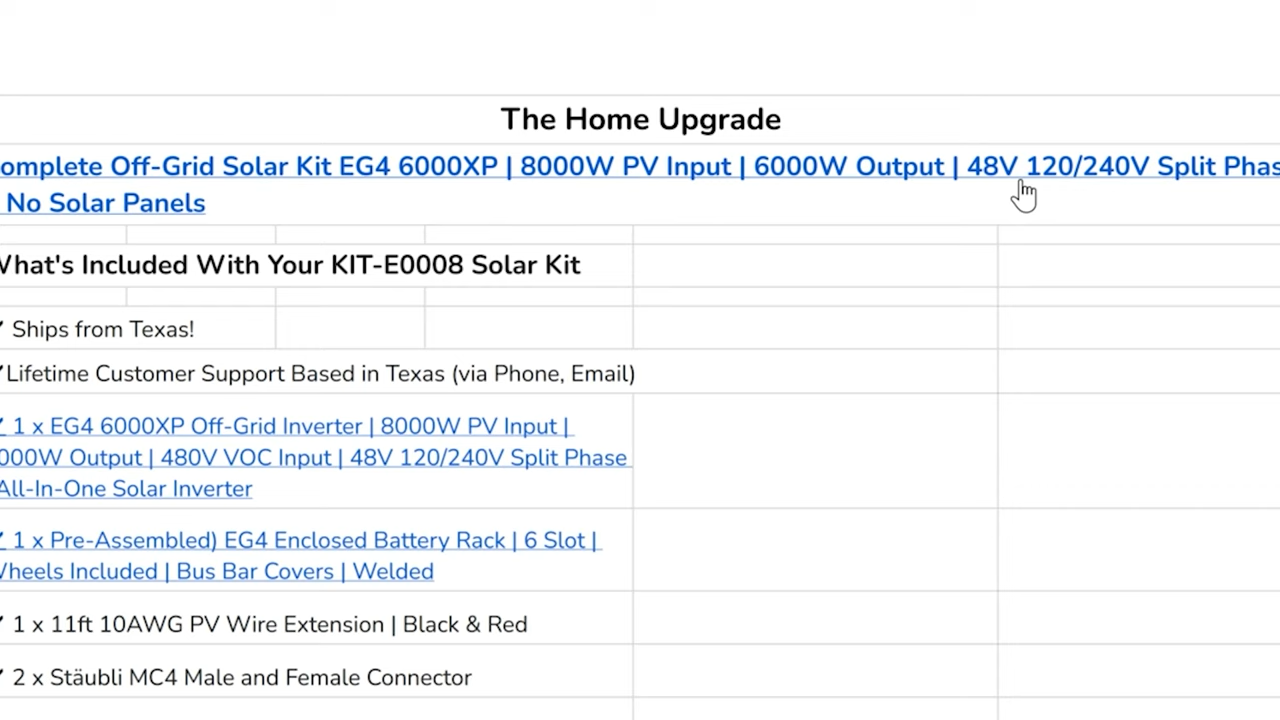 The Home Upgrade
omplete Off-Grid Solar Kit EG4 6000XP | 8000W PV Input | 6000W Output | 48V 120/240V Split Phas
No Solar Panels
What's Included With Your KIT-E0008 Solar Kit
✓ Ships from Texas!
✓Lifetime Customer Support Based in Texas (via Phone, Email)
✓ 1 x EG4 6000XP Off-Grid Inverter | 8000W PV Input |
000W Output | 480V VOC Input | 48V 120/240V Split Phase
All-In-One Solar Inverter
✓ 1 x Pre-Assembled) EG4 Enclosed Battery Rack | 6 Slot |
Wheels Included | Bus Bar Covers | Welded
✓ 1 x 11ft 10AWG PV Wire Extension | Black & Red
✓ 2 x Stäubli MC4 Male and Female Connector